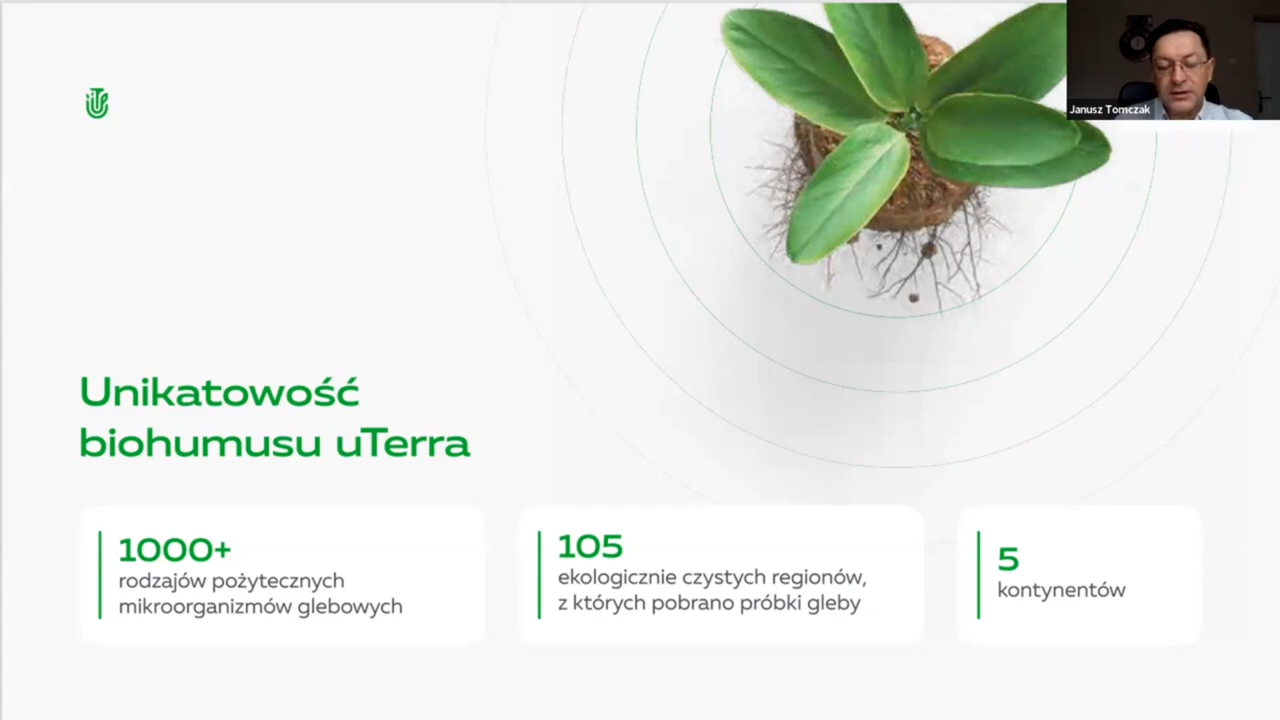 Janusz Tomczak
Unikatowość
biohumusu uTerra
1000+
rodzajów pożytecznych
mikroorganizmów glebowych
105
ekologicznie czystych regionów,
z których pobrano próbki gleby
5
kontynentów